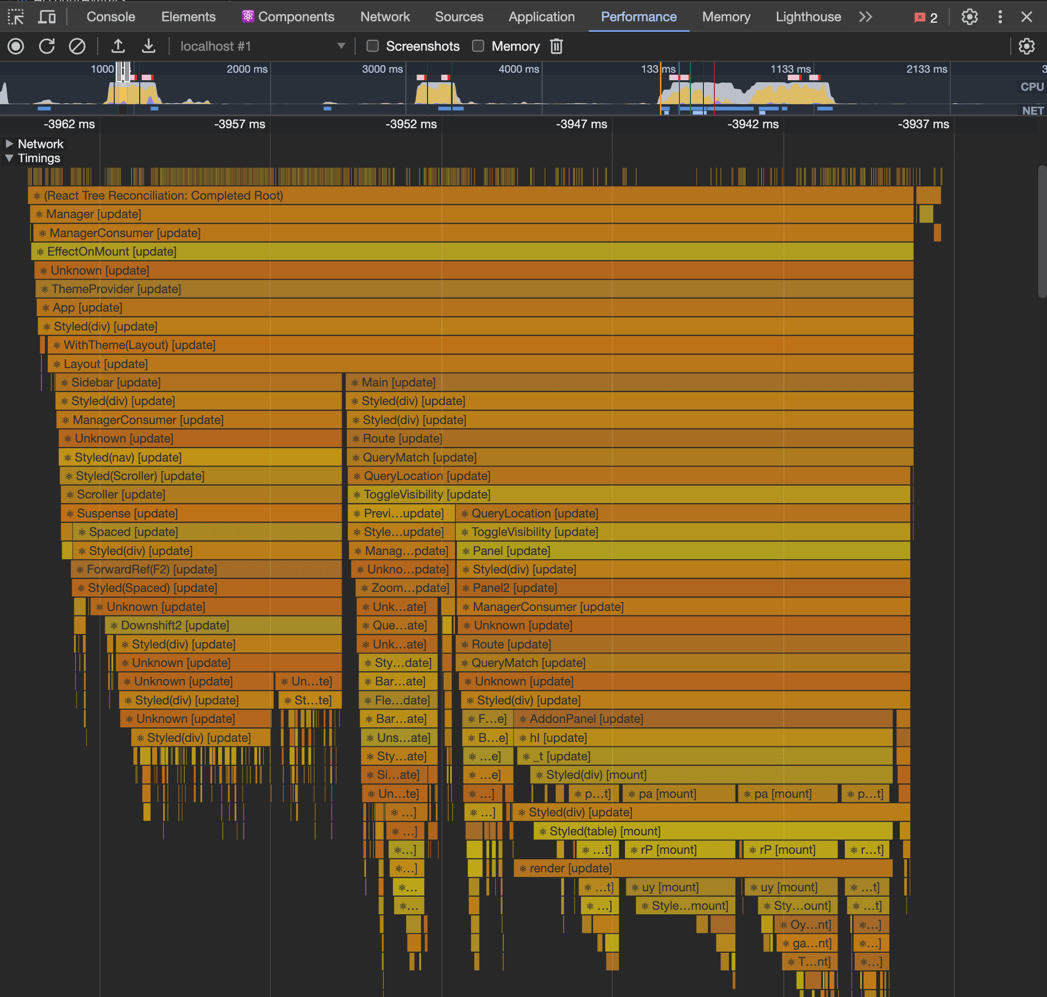 Console Elements Components Network Sources Application Performance Memory Lighthouse 2
localhost #1 Screenshots Memory
1000 2000 ms 3000 ms 4000 ms 133 ms 1133 ms 2133 ms 3
CPU
NET
-3962 ms -3957 ms -3952 ms -3947 ms -3942 ms -3937 ms
Network
Timings
(React Tree Reconciliation: Completed Root)
Manager [update]
ManagerConsumer [update]
EffectOnMount [update]
Unknown [update]
ThemeProvider [update]
App [update]
Styled(div) [update]
WithTheme(Layout) [update]
Layout [update]
Sidebar [update] Main [update]
Styled(div) [update] Styled(div) [update]
ManagerConsumer [update] Styled(div) [update]
Unknown [update] Route [update]
Styled(nav) [update] QueryMatch [update]
Styled(Scroller) [update] QueryLocation [update]
Scroller [update] ToggleVisibility [update]
Suspense [update] Previ…update] QueryLocation [update]
Spaced [update] Style…update] ToggleVisibility [update]
Styled(div) [update] Manag…pdate] Panel [update]
ForwardRef(F2) [update] Unkno…pdate] Styled(div) [update]
Styled(Spaced) [update] Zoom…pdate] Panel2 [update]
Unknown [update] Unk…ate] ManagerConsumer [update]
Downshift2 [update] Que…ate] Unknown [update]
Styled(div) [update] Unk…ate] Route [update]
Unknown [update] Sty…date] QueryMatch [update]
Unknown [update] Un…te] Bar…ate] Unknown [update]
Styled(div) [update] St…te] Fle…date] Styled(div) [update]
Unknown [update] Bar…ate] F…e] AddonPanel [update]
Styled(div) [update] Uns…ate] B…e] hl [update]
Sty…ate] …e] _t [update]
Si…ate] …e] Styled(div) [mount]
Un…te] …] p…t] pa [mount] pa [mount] p…t]
…] …] Styled(div) [update]
…] Styled(table) [mount]
…] …t] rP [mount] rP [mount] r…t]
…] render [update]
… …t] uy [mount] uy [mount] …t]
… …] Style…mount] Sty…ount] …t]
Oy…nt] …]
ga…nt] …]
T…nt] …]